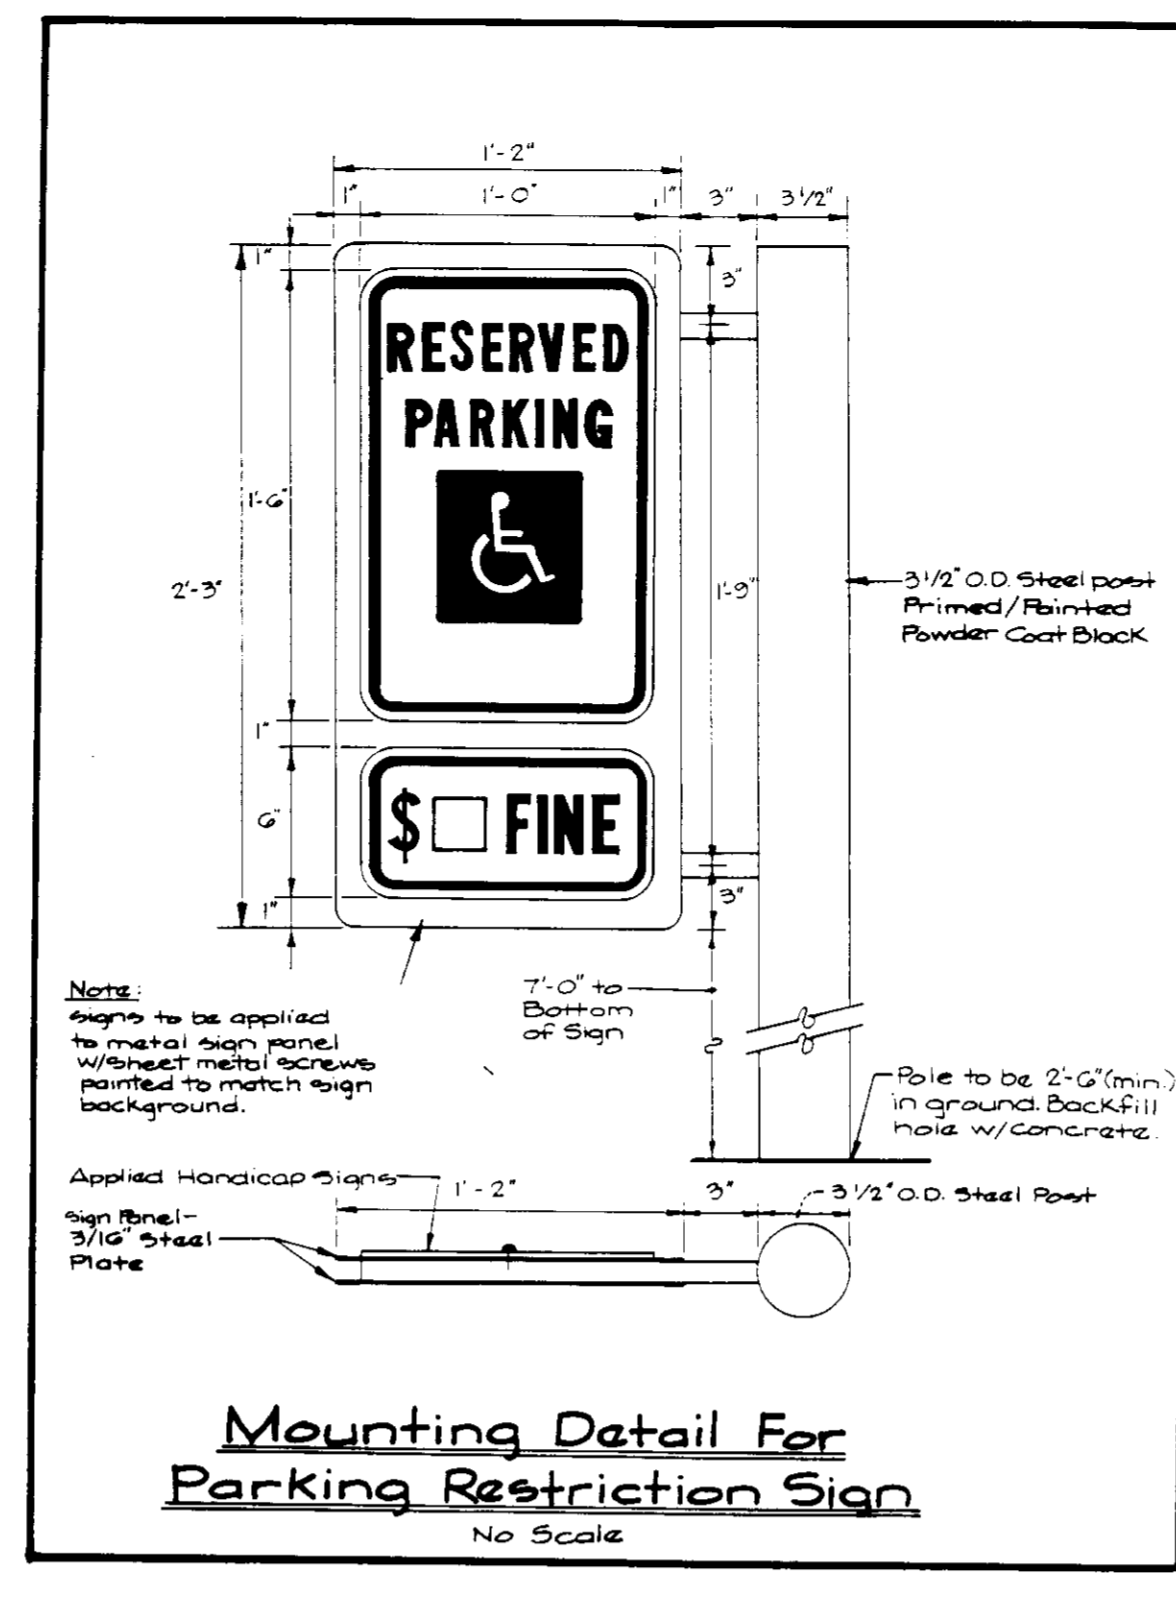 1'-2"
1" 1'-0" 1" 3" 3 1/2"
1"
3"
RESERVED
PARKING
1'-6"
2'-3"
1'-9"
3 1/2" O.D. Steel post
Primed/Painted
Powder Coat Black
1"
6"
$ FINE
1"
3"
7'-0" to
Bottom
of Sign
Note:
Signs to be applied
to metal sign panel
w/sheet metal screws
painted to match sign
background.
Pole to be 2'-6" (min.)
in ground. Backfill
hole w/concrete.
Applied Handicap Signs
1'-2"
3"
3 1/2" O.D. Steel Post
Sign Panel-
3/16" Steel
Plate
Mounting Detail For
Parking Restriction Sign
No Scale